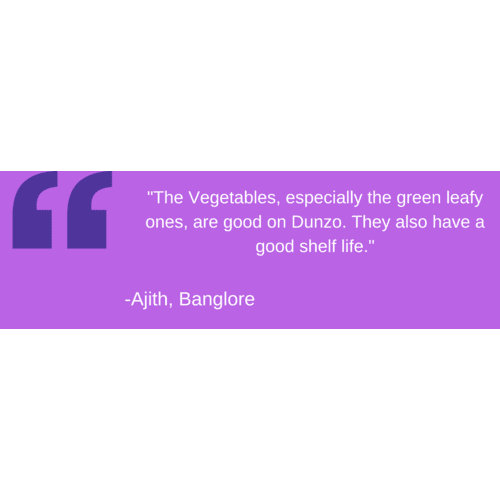 "The Vegetables, especially the green leafy
ones, are good on Dunzo. They also have a
good shelf life."
-Ajith, Banglore